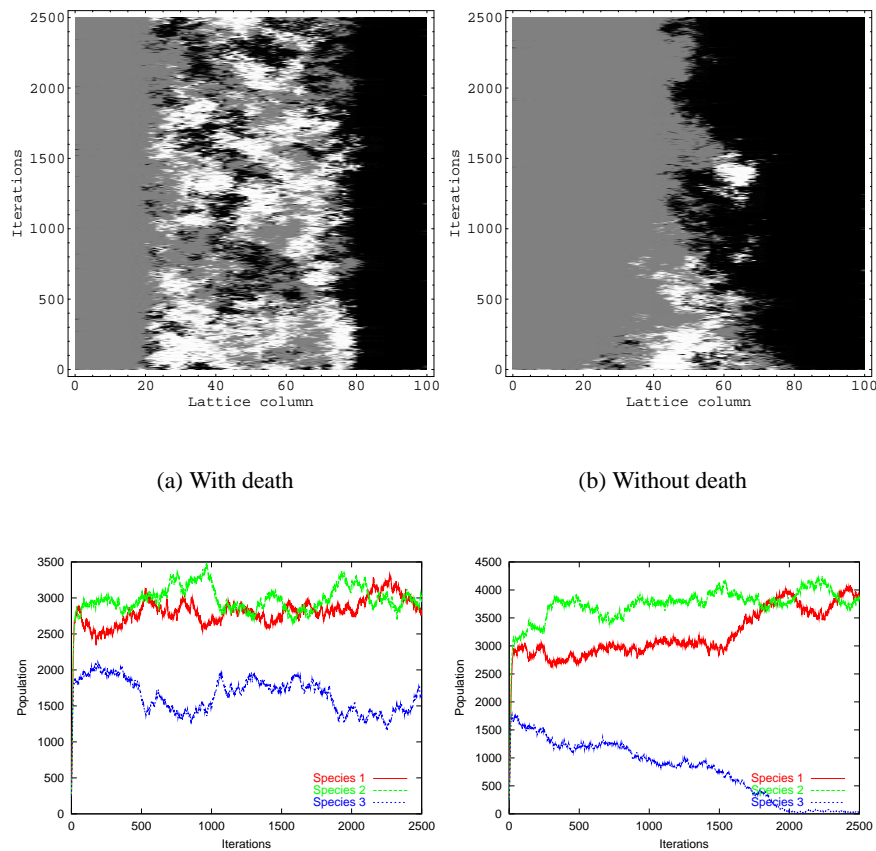 2500
2000
1500
1000
500
0
Iterations
0 20 40 60 80 100
Lattice column
2500
2000
1500
1000
500
0
Iterations
0 20 40 60 80 100
Lattice column
(a) With death
(b) Without death
3500
3000
2500
2000
1500
1000
500
0
Population
Species 1
Species 2
Species 3
0 500 1000 1500 2000 2500
Iterations
4500
4000
3500
3000
2500
2000
1500
1000
500
0
Population
Species 1
Species 2
Species 3
0 500 1000 1500 2000 2500
Iterations